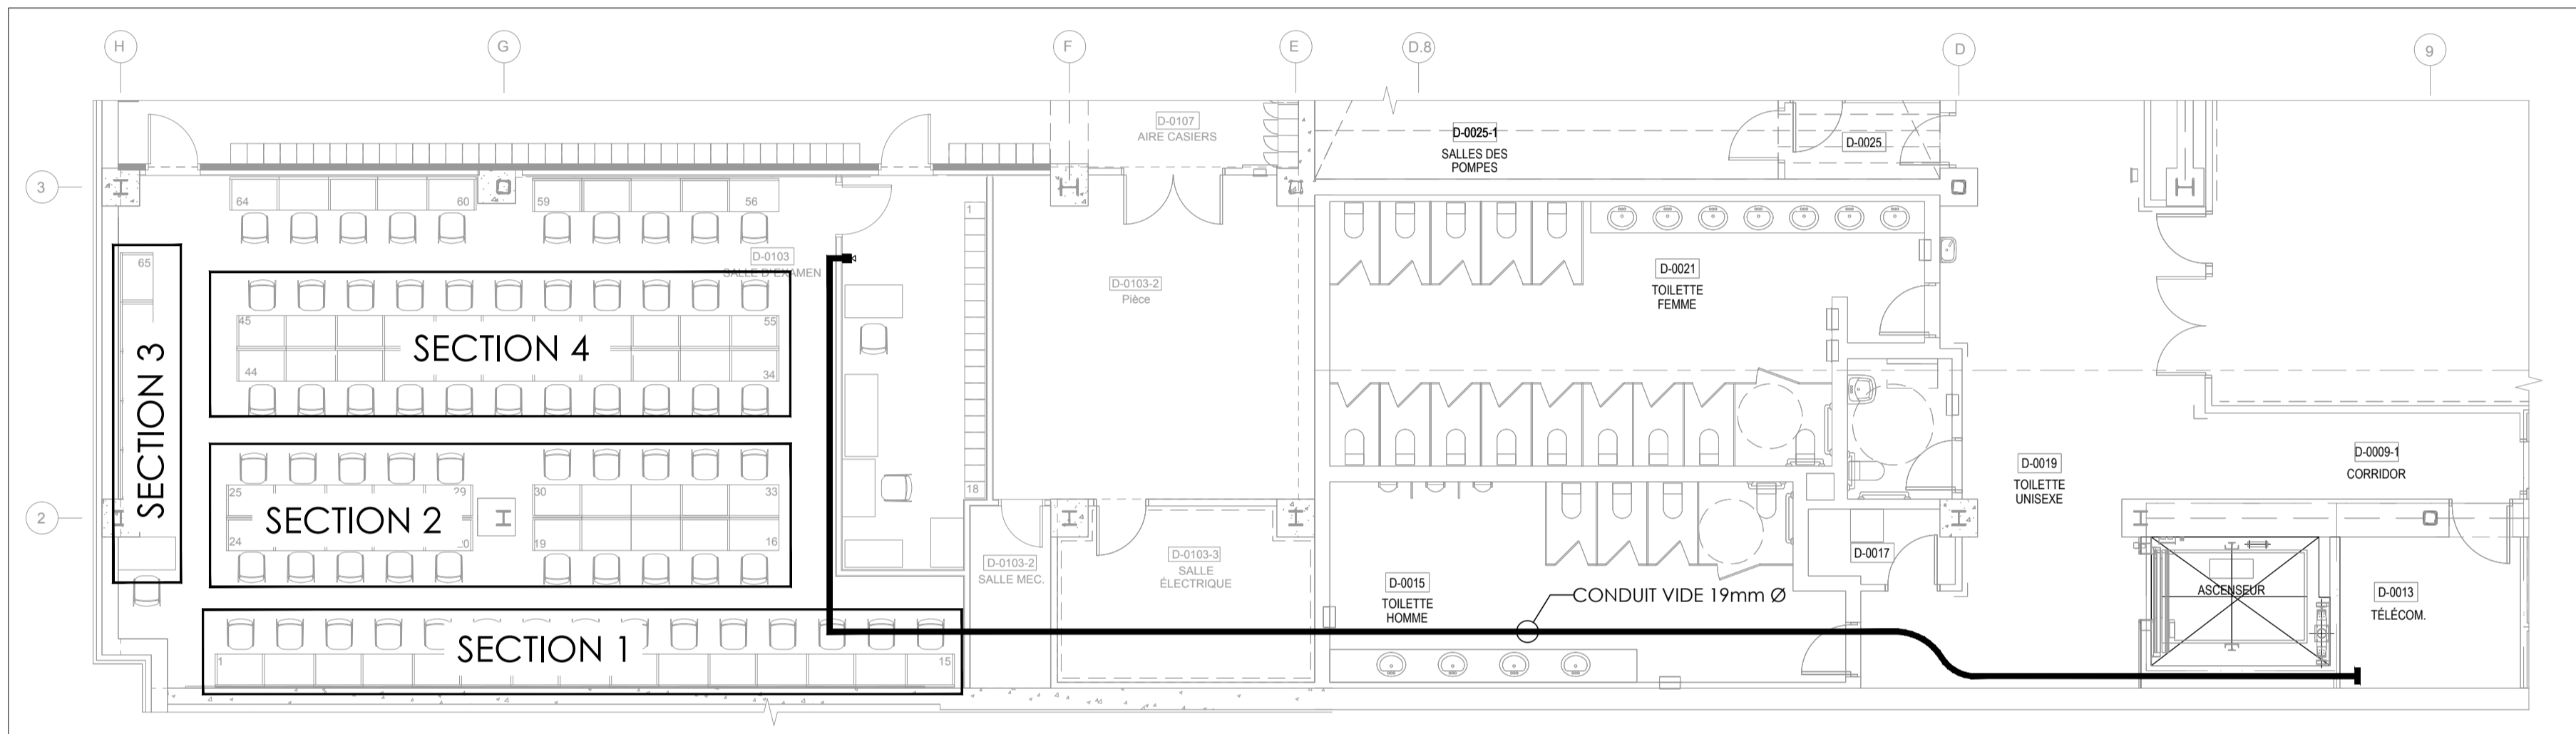 H
G
F
E
D.8
D
9
D-0107
AIRE CASIERS
D-0025-1
SALLES DES
POMPES
D-0025
3
64
60
59
56
1
D-0103
SALLE D'EXAMEN
65
D-0103-2
Pièce
D-0021
TOILETTE
FEMME
45
55
SECTION 4
44
34
SECTION 3
D-0019
TOILETTE
UNISEXE
D-0009-1
CORRIDOR
25
29
30
33
18
2
SECTION 2
24
19
16
D-0103-2
SALLE MEC.
D-0103-3
SALLE
ÉLECTRIQUE
D-0017
D-0015
TOILETTE
HOMME
CONDUIT VIDE 19mm Ø
ASCENSEUR
D-0013
TÉLÉCOM.
SECTION 1
1
15